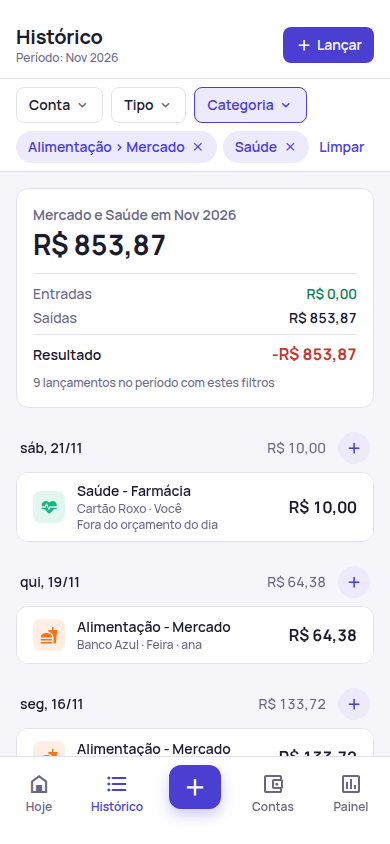 Histórico
Período: Nov 2026
+ Lançar
Conta
Tipo
Categoria
Alimentação › Mercado ×
Saúde ×
Limpar
Mercado e Saúde em Nov 2026
R$ 853,87
Entradas R$ 0,00
Saídas R$ 853,87
Resultado -R$ 853,87
9 lançamentos no período com estes filtros
sáb, 21/11 R$ 10,00 +
Saúde - Farmácia
Cartão Roxo · Você
Fora do orçamento do dia
R$ 10,00
qui, 19/11 R$ 64,38 +
Alimentação - Mercado
Banco Azul · Feira · ana
R$ 64,38
seg, 16/11 R$ 133,72 +
Alimentação - Mercado
R$ 133,72
Hoje
Histórico
+
Contas
Painel